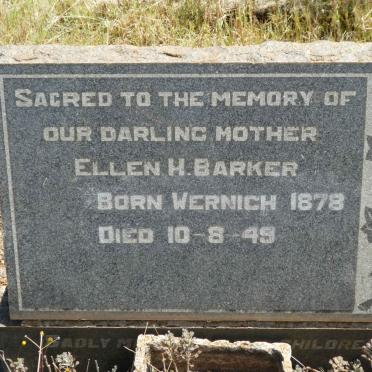 SACRED TO THE MEMORY OF
OUR DARLING MOTHER
ELLEN H. BARKER
BORN WERNICH 1878
DIED 10-8-49